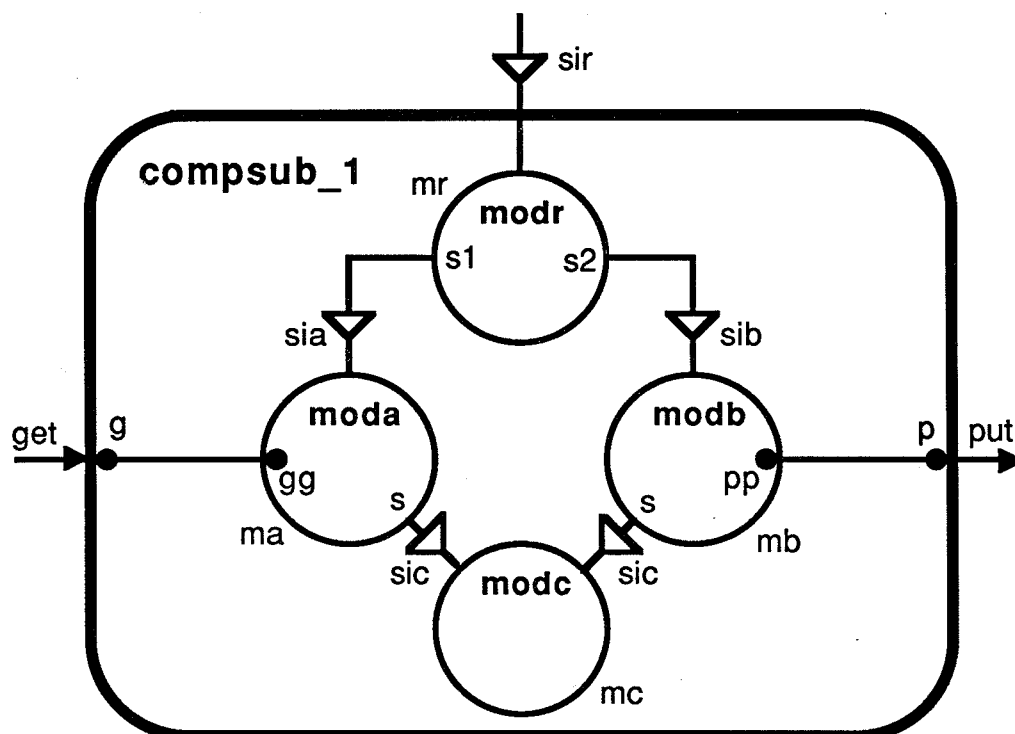 sir
compsub_1
mr
modr
s1
s2
sia
sib
moda
modb
get
g
p
put
gg
pp
s
s
ma
mb
sic
sic
modc
mc